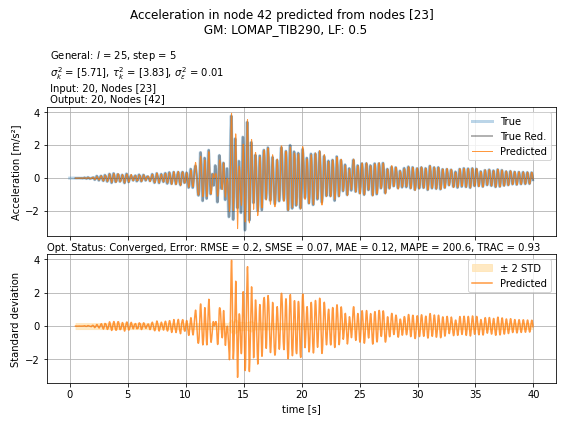 Acceleration in node 42 predicted from nodes [23]
GM: LOMAP_TIB290, LF: 0.5
General: l = 25, step = 5
σ²ₖ = [5.71], τ²ₖ = [3.83], σ²ε = 0.01
Input: 20, Nodes [23]
Output: 20, Nodes [42]
4
2
0
−2
Acceleration [m/s²]
True
True Red.
Predicted
Opt. Status: Converged, Error: RMSE = 0.2, SMSE = 0.07, MAE = 0.12, MAPE = 200.6, TRAC = 0.93
4
2
0
−2
Standard deviation
± 2 STD
Predicted
0 5 10 15 20 25 30 35 40
time [s]